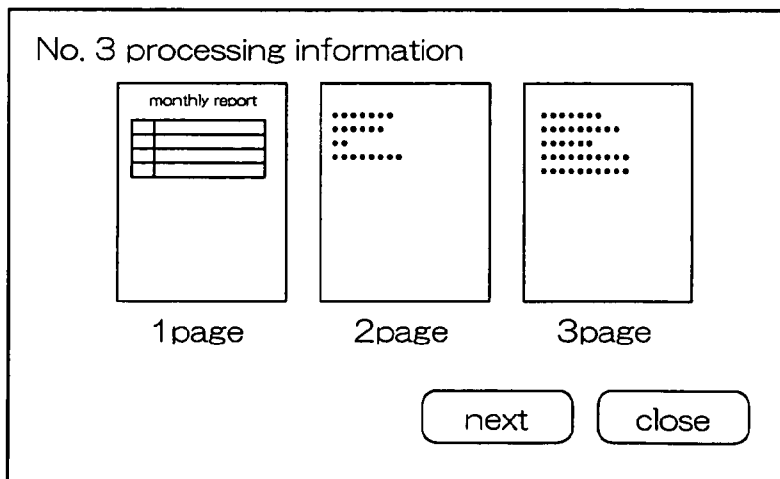 No. 3 processing information
monthly report
1page 2page 3page
next close